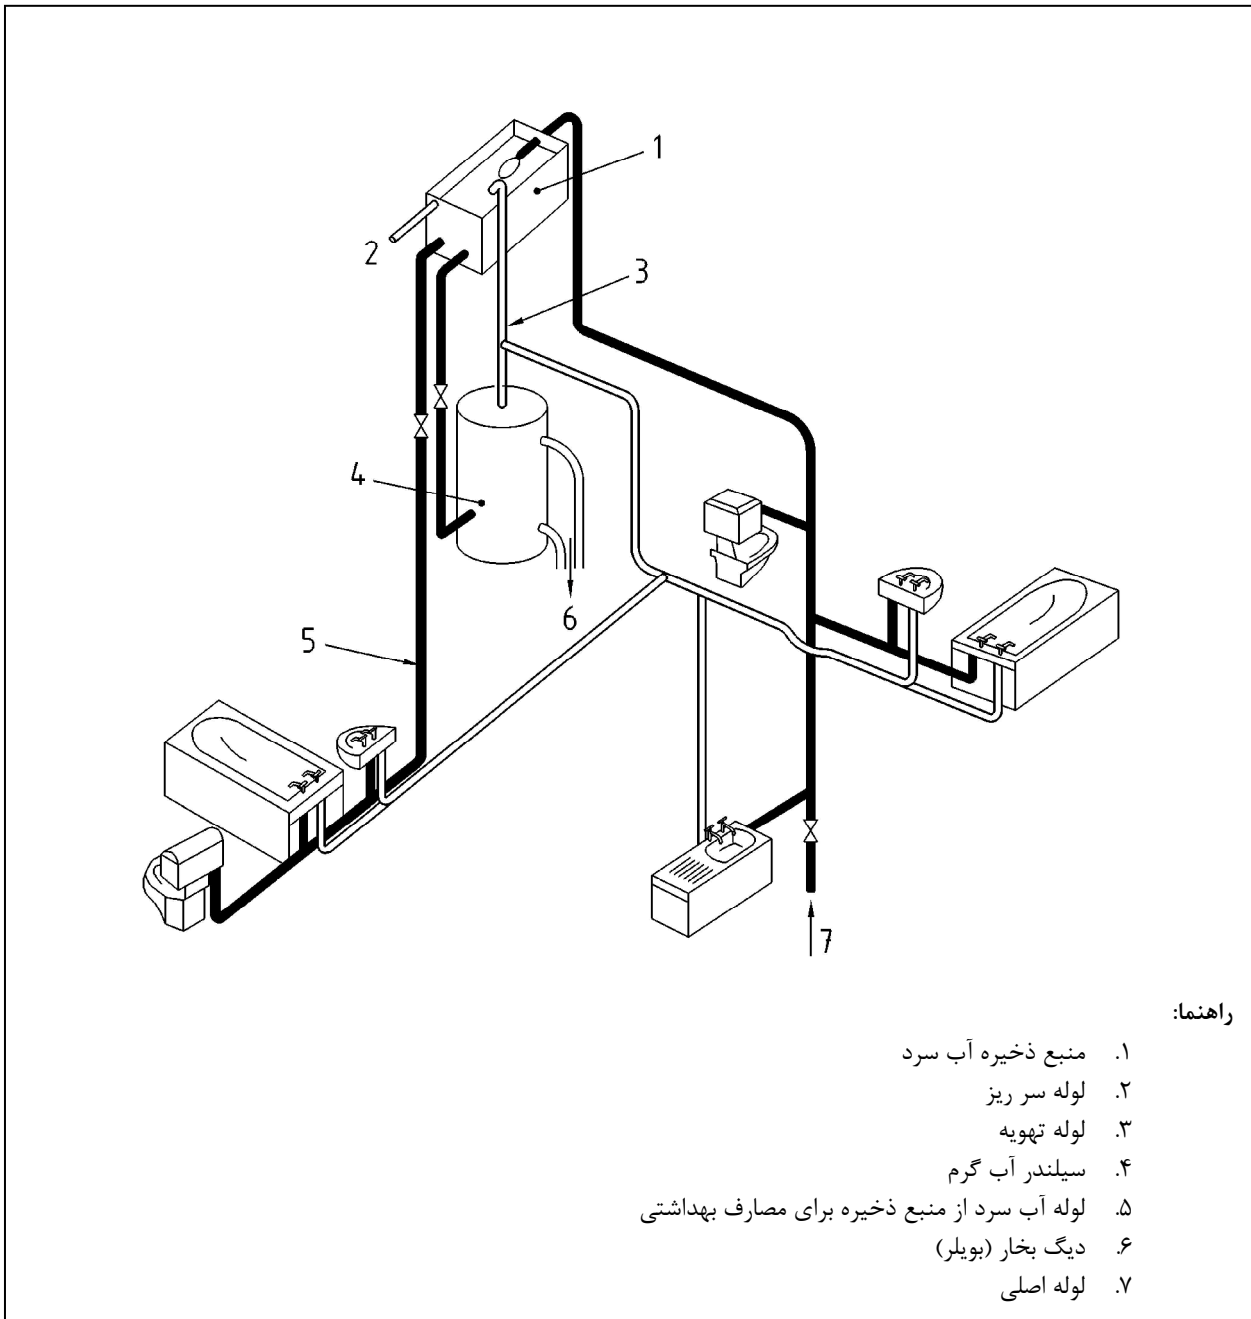 1
2
3
4
5
6
7
راهنما:
۱. منبع ذخیره آب سرد
۲. لوله سر ریز
۳. لوله تهویه
۴. سیلندر آب گرم
۵. لوله آب سرد از منبع ذخیره برای مصارف بهداشتی
۶. دیگ بخار (بویلر)
۷. لوله اصلی